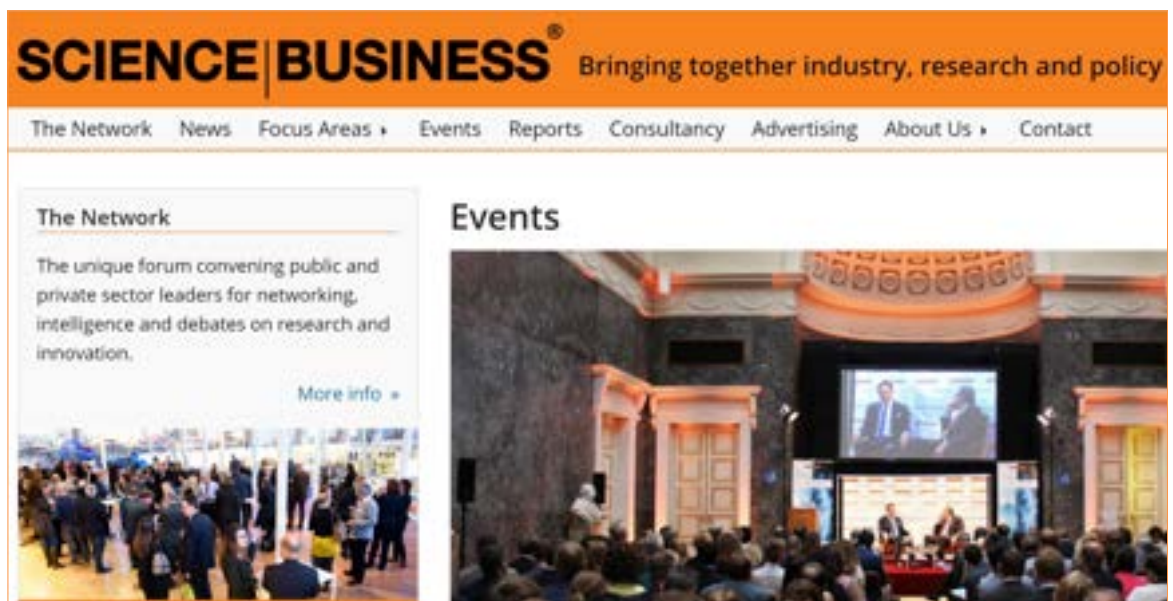 SCIENCE|BUSINESS®
Bringing together industry, research and policy
The Network News Focus Areas ▸ Events Reports Consultancy Advertising About Us ▸ Contact
The Network
The unique forum convening public and
private sector leaders for networking,
intelligence and debates on research and
innovation.
More info »
Events